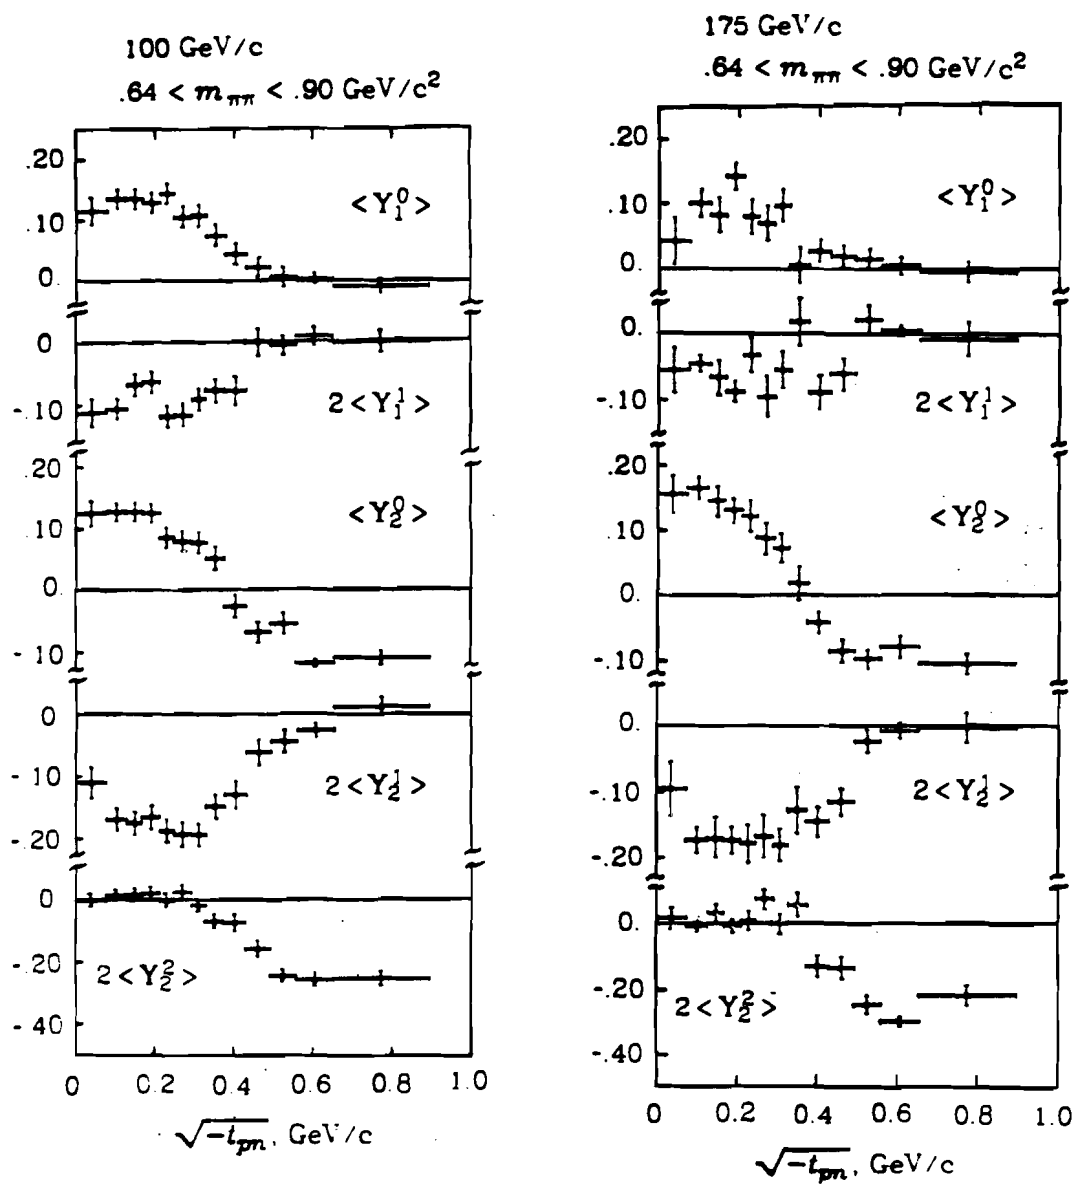 100 GeV/c
.64 < m_ππ < .90 GeV/c²
.20
.10
0.
<Y₁⁰>
0
-.10
2<Y₁¹>
.20
.10
0.
-.10
<Y₂⁰>
0
-.10
-.20
2<Y₂¹>
0
-.20
-.40
2<Y₂²>
0 0.2 0.4 0.6 0.8 1.0
√-t_pn, GeV/c
175 GeV/c
.64 < m_ππ < .90 GeV/c²
.20
.10
0.
<Y₁⁰>
0.
-.10
2<Y₁¹>
.20
.10
0.
-.10
<Y₂⁰>
0.
-.10
-.20
2<Y₂¹>
0.
-.20
-.40
2<Y₂²>
0 0.2 0.4 0.6 0.8 1.0
√-t_pn, GeV/c